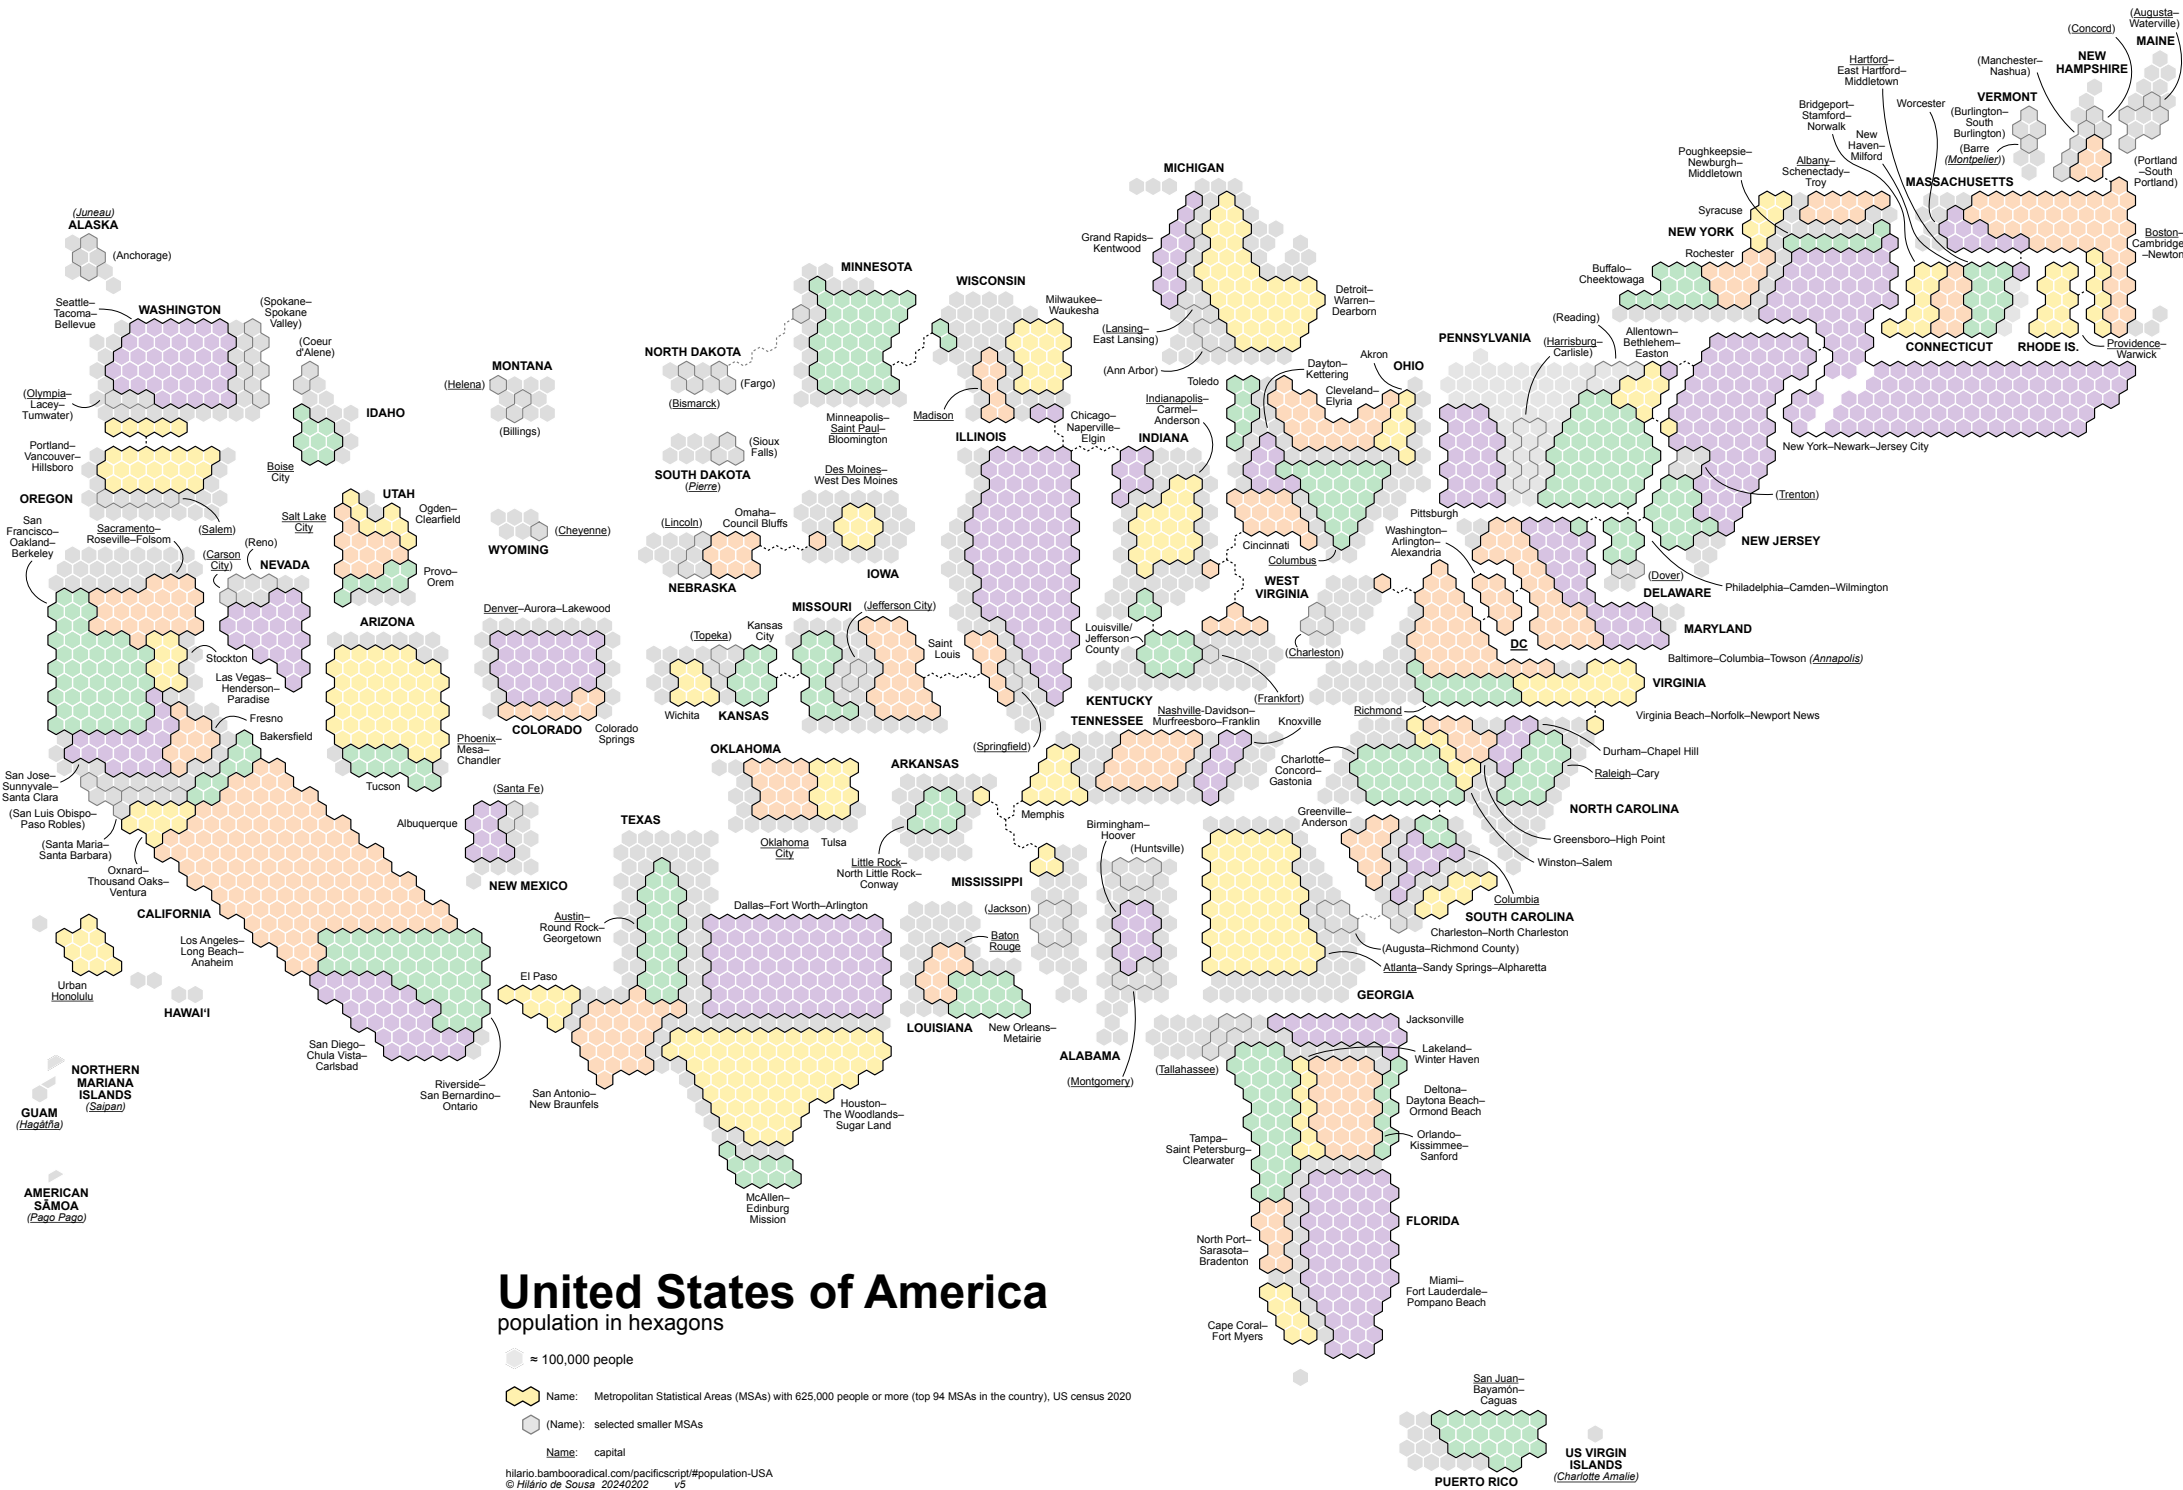 (Augusta–
Waterville)
MAINE
(Concord)
NEW
HAMPSHIRE
(Manchester–
Nashua)
Hartford–
East Hartford–
Middletown
VERMONT
(Burlington–
South
Burlington)
(Barre
(Montpelier))
Bridgeport–
Stamford–
Norwalk
Worcester
New
Haven–
Milford
(Portland
–South
Portland)
Poughkeepsie–
Newburgh–
Middletown
Albany–
Schenectady–
Troy
MASSACHUSETTS
Syracuse
NEW YORK
Rochester
Buffalo–
Cheektowaga
Boston–
Cambridge
–Newton
CONNECTICUT
RHODE IS.
Providence–
Warwick
New York–Newark–Jersey City
(Juneau)
ALASKA
(Anchorage)
Seattle–
Tacoma–
Bellevue
WASHINGTON
(Spokane–
Spokane
Valley)
(Olympia–
Lacey–
Tumwater)
(Coeur
d'Alene)
IDAHO
Boise
City
Portland–
Vancouver–
Hillsboro
OREGON
(Salem)
MONTANA
(Helena)
(Billings)
NORTH DAKOTA
(Fargo)
(Bismarck)
SOUTH DAKOTA
(Pierre)
(Sioux
Falls)
MINNESOTA
Minneapolis–
Saint Paul–
Bloomington
WISCONSIN
Milwaukee–
Waukesha
Madison
MICHIGAN
Grand Rapids–
Kentwood
Detroit–
Warren–
Dearborn
(Lansing–
East Lansing)
(Ann Arbor)
Chicago–
Naperville–
Elgin
ILLINOIS
INDIANA
Indianapolis–
Carmel–
Anderson
Toledo
Dayton–
Kettering
Cleveland–
Elyria
Akron
OHIO
Cincinnati
Columbus
PENNSYLVANIA
(Reading)
(Harrisburg–
Carlisle)
Allentown–
Bethlehem–
Easton
Pittsburgh
(Trenton)
NEW JERSEY
(Dover)
DELAWARE
Philadelphia–Camden–Wilmington
Washington–
Arlington–
Alexandria
DC
MARYLAND
Baltimore–Columbia–Towson (Annapolis)
WEST
VIRGINIA
(Charleston)
VIRGINIA
Richmond
Virginia Beach–Norfolk–Newport News
San
Francisco–
Oakland–
Berkeley
Sacramento–
Roseville–Folsom
(Carson
City)
(Reno)
NEVADA
Stockton
Las Vegas–
Henderson–
Paradise
Fresno
Bakersfield
San Jose–
Sunnyvale–
Santa Clara
(San Luis Obispo–
Paso Robles)
(Santa Maria–
Santa Barbara)
Oxnard–
Thousand Oaks–
Ventura
CALIFORNIA
Los Angeles–
Long Beach–
Anaheim
San Diego–
Chula Vista–
Carlsbad
Riverside–
San Bernardino–
Ontario
UTAH
Ogden–
Clearfield
Salt Lake
City
Provo–
Orem
(Cheyenne)
WYOMING
ARIZONA
Phoenix–
Mesa–
Chandler
Tucson
Denver–Aurora–Lakewood
COLORADO
Colorado
Springs
(Santa Fe)
Albuquerque
NEW MEXICO
(Lincoln)
Omaha–
Council Bluffs
NEBRASKA
Des Moines–
West Des Moines
IOWA
(Topeka)
Kansas
City
Wichita
KANSAS
MISSOURI
(Jefferson City)
Saint
Louis
(Springfield)
Louisville/
Jefferson
County
(Frankfort)
KENTUCKY
TENNESSEE
Nashville-Davidson–
Murfreesboro–Franklin
Knoxville
Memphis
OKLAHOMA
Oklahoma
City
Tulsa
ARKANSAS
Little Rock–
North Little Rock–
Conway
TEXAS
Dallas–Fort Worth–Arlington
Austin–
Round Rock–
Georgetown
El Paso
San Antonio–
New Braunfels
Houston–
The Woodlands–
Sugar Land
McAllen–
Edinburg
Mission
MISSISSIPPI
(Jackson)
Baton
Rouge
LOUISIANA
New Orleans–
Metairie
Birmingham–
Hoover
(Huntsville)
ALABAMA
(Montgomery)
Charlotte–
Concord–
Gastonia
Durham–Chapel Hill
Raleigh–Cary
NORTH CAROLINA
Greensboro–High Point
Winston–Salem
Greenville–
Anderson
Columbia
SOUTH CAROLINA
Charleston–North Charleston
(Augusta–Richmond County)
Atlanta–Sandy Springs–Alpharetta
GEORGIA
Jacksonville
(Tallahassee)
Lakeland–
Winter Haven
Deltona–
Daytona Beach–
Ormond Beach
Orlando–
Kissimmee–
Sanford
Tampa–
Saint Petersburg–
Clearwater
FLORIDA
North Port–
Sarasota–
Bradenton
Miami–
Fort Lauderdale–
Pompano Beach
Cape Coral–
Fort Myers
Urban
Honolulu
HAWAI‘I
NORTHERN
MARIANA
ISLANDS
(Saipan)
GUAM
(Hagåtña)
AMERICAN
SĀMOA
(Pago Pago)
San Juan–
Bayamón–
Caguas
PUERTO RICO
US VIRGIN
ISLANDS
(Charlotte Amalie)
United States of America
population in hexagons
≈ 100,000 people
Name: Metropolitan Statistical Areas (MSAs) with 625,000 people or more (top 94 MSAs in the country), US census 2020
(Name): selected smaller MSAs
Name: capital
hilario.bambooradical.com/pacificscript/#population-USA
© Hilário de Sousa 20240202 v5